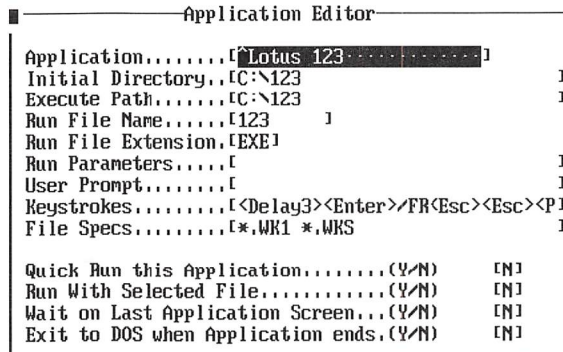 Application Editor
Application........[^Lotus 123··············]
Initial Directory..[C:\123 ]
Execute Path.......[C:\123 ]
Run File Name......[123 ]
Run File Extension.[EXE]
Run Parameters.....[ ]
User Prompt........[ ]
Keystrokes.........[<Delay3><Enter>/FR<Esc><Esc><P]
File Specs.........[*.WK1 *.WKS ]
Quick Run this Application........(Y/N) [N]
Run With Selected File............(Y/N) [N]
Wait on Last Application Screen...(Y/N) [N]
Exit to DOS when Application ends.(Y/N) [N]